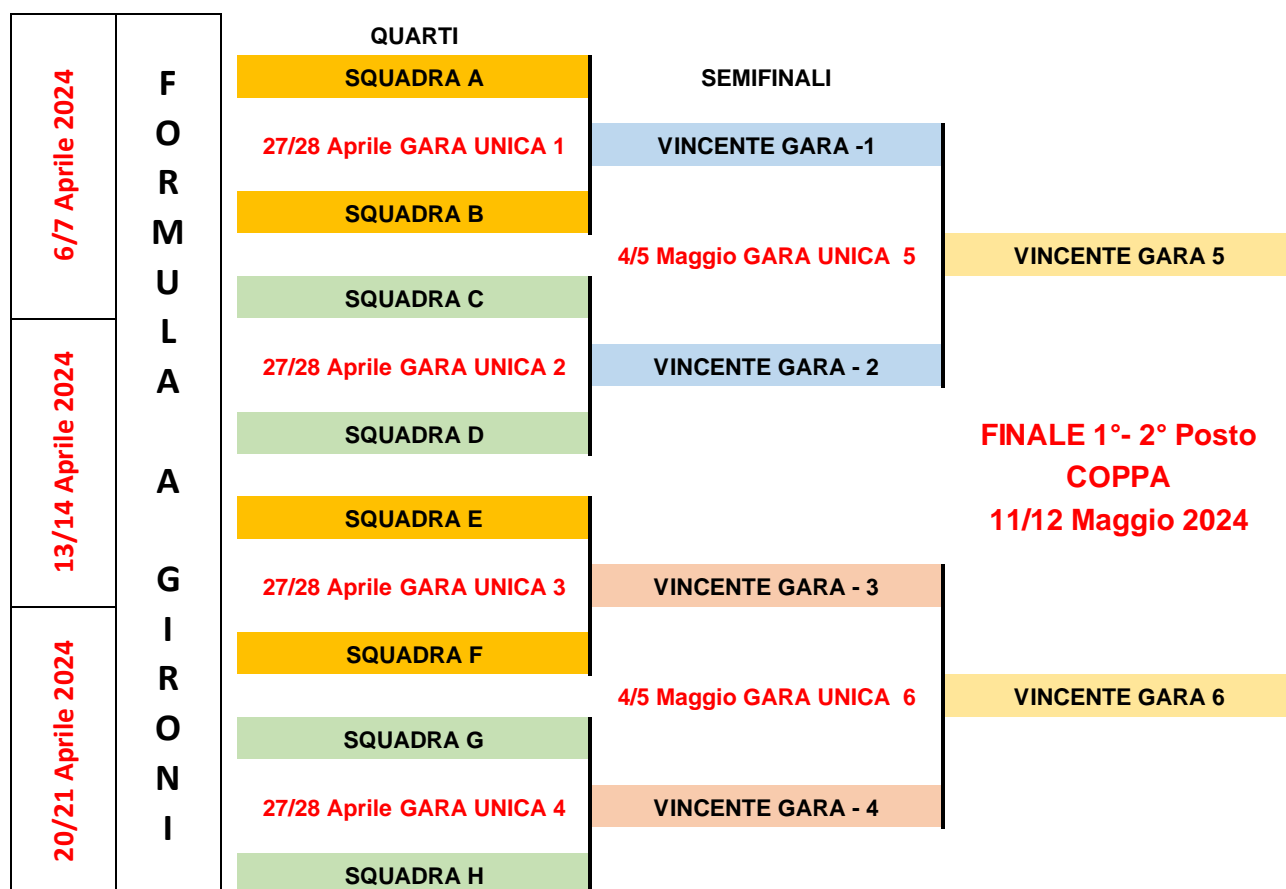 6/7 Aprile 2024
13/14 Aprile 2024
20/21 Aprile 2024
FORMULA A GIRONI
QUARTI
SQUADRA A
27/28 Aprile GARA UNICA 1
SQUADRA B
SQUADRA C
27/28 Aprile GARA UNICA 2
SQUADRA D
SQUADRA E
27/28 Aprile GARA UNICA 3
SQUADRA F
SQUADRA G
27/28 Aprile GARA UNICA 4
SQUADRA H
SEMIFINALI
VINCENTE GARA -1
4/5 Maggio GARA UNICA 5
VINCENTE GARA - 2
VINCENTE GARA - 3
4/5 Maggio GARA UNICA 6
VINCENTE GARA - 4
VINCENTE GARA 5
FINALE 1°- 2° Posto
COPPA
11/12 Maggio 2024
VINCENTE GARA 6